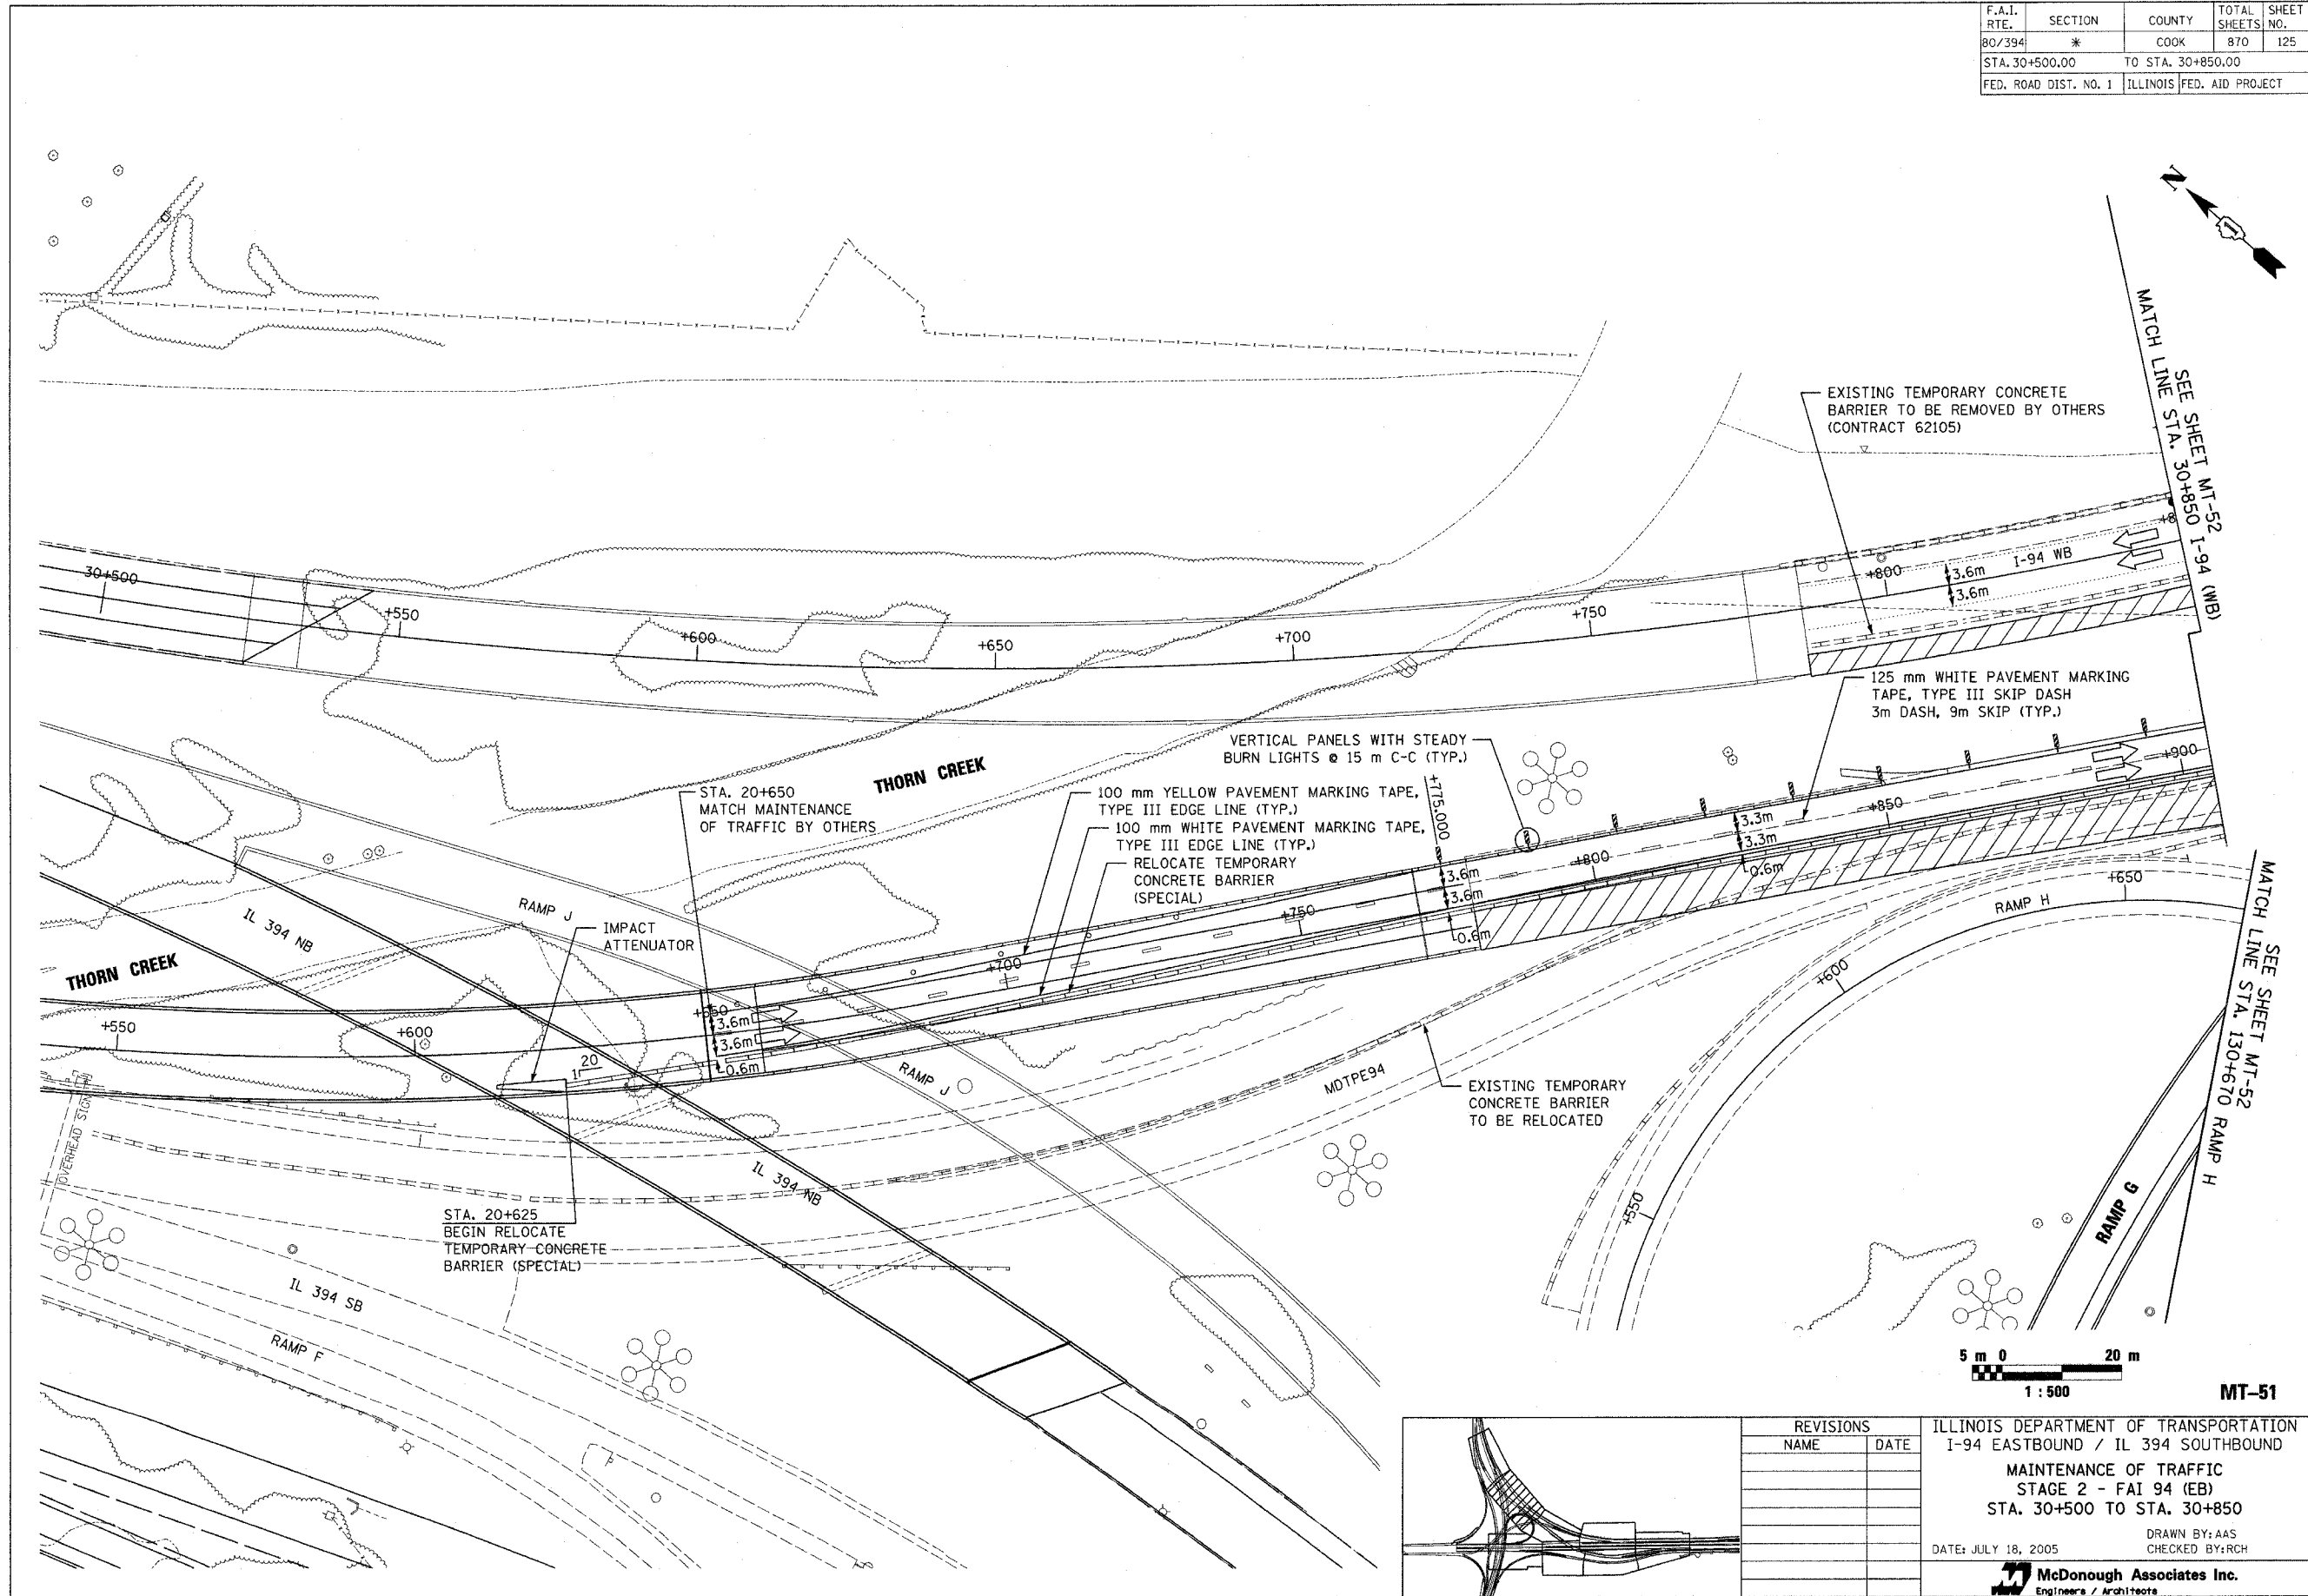 F.A.I. RTE. SECTION COUNTY TOTAL SHEETS SHEET NO.
80/394 * COOK 870 125
STA. 30+500.00 TO STA. 30+850.00
FED. ROAD DIST. NO. 1 ILLINOIS FED. AID PROJECT
N
SEE SHEET MT-52
MATCH LINE STA. 30+850 I-94 (WB)
EXISTING TEMPORARY CONCRETE
BARRIER TO BE REMOVED BY OTHERS
(CONTRACT 62105)
30+500
+550
+600
+650
+700
+750
+800
+8
3.6m
3.6m
I-94 WB
125 mm WHITE PAVEMENT MARKING
TAPE, TYPE III SKIP DASH
3m DASH, 9m SKIP (TYP.)
VERTICAL PANELS WITH STEADY
BURN LIGHTS @ 15 m C-C (TYP.)
THORN CREEK
STA. 20+650
MATCH MAINTENANCE
OF TRAFFIC BY OTHERS
100 mm YELLOW PAVEMENT MARKING TAPE,
TYPE III EDGE LINE (TYP.)
100 mm WHITE PAVEMENT MARKING TAPE,
TYPE III EDGE LINE (TYP.)
RELOCATE TEMPORARY
CONCRETE BARRIER
(SPECIAL)
+775.000
+900
+850
3.3m
3.3m
0.6m
+800
3.6m
3.6m
0.6m
+750
+700
RAMP J
IL 394 NB
IMPACT
ATTENUATOR
THORN CREEK
+550
+600
+650
3.6m
3.6m
0.6m
20
1
RAMP J
MDTPE94
EXISTING TEMPORARY
CONCRETE BARRIER
TO BE RELOCATED
RAMP H
+650
+600
+550
SEE SHEET MT-52
MATCH LINE STA. 130+670 RAMP H
OVERHEAD SIGN
IL 394 NB
STA. 20+625
BEGIN RELOCATE
TEMPORARY CONCRETE
BARRIER (SPECIAL)
IL 394 SB
RAMP F
RAMP G
5 m 0 20 m
1 : 500
MT-51
REVISIONS
NAME DATE
ILLINOIS DEPARTMENT OF TRANSPORTATION
I-94 EASTBOUND / IL 394 SOUTHBOUND
MAINTENANCE OF TRAFFIC
STAGE 2 - FAI 94 (EB)
STA. 30+500 TO STA. 30+850
DRAWN BY: AAS
DATE: JULY 18, 2005 CHECKED BY: RCH
McDonough Associates Inc.
Engineers / Architects